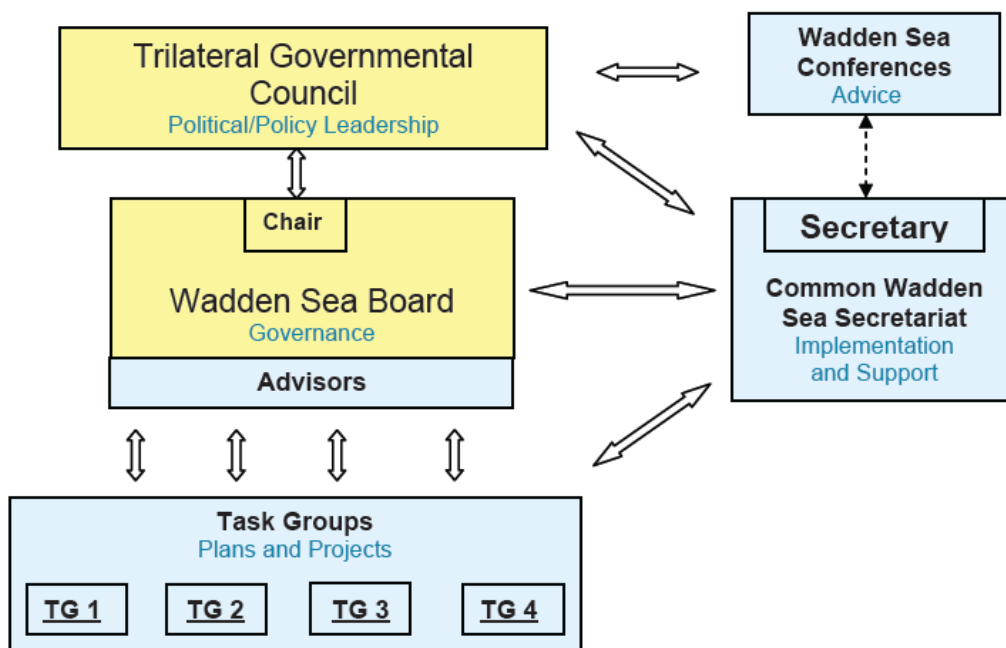 Trilateral Governmental
Council
Political/Policy Leadership
Wadden Sea
Conferences
Advice
Chair
Wadden Sea Board
Governance
Advisors
Secretary
Common Wadden
Sea Secretariat
Implementation
and Support
Task Groups
Plans and Projects
TG 1
TG 2
TG 3
TG 4